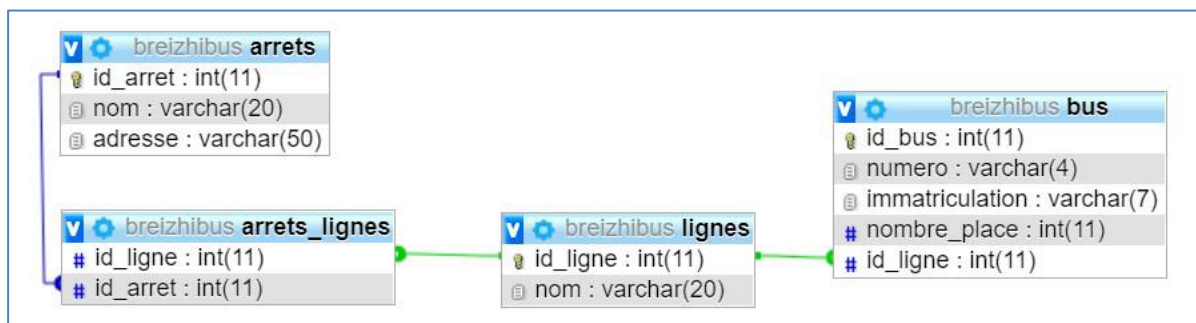 breizhibus arrets
id_arret : int(11)
nom : varchar(20)
adresse : varchar(50)
breizhibus arrets_lignes
# id_ligne : int(11)
# id_arret : int(11)
breizhibus lignes
id_ligne : int(11)
nom : varchar(20)
breizhibus bus
id_bus : int(11)
numero : varchar(4)
immatriculation : varchar(7)
# nombre_place : int(11)
# id_ligne : int(11)